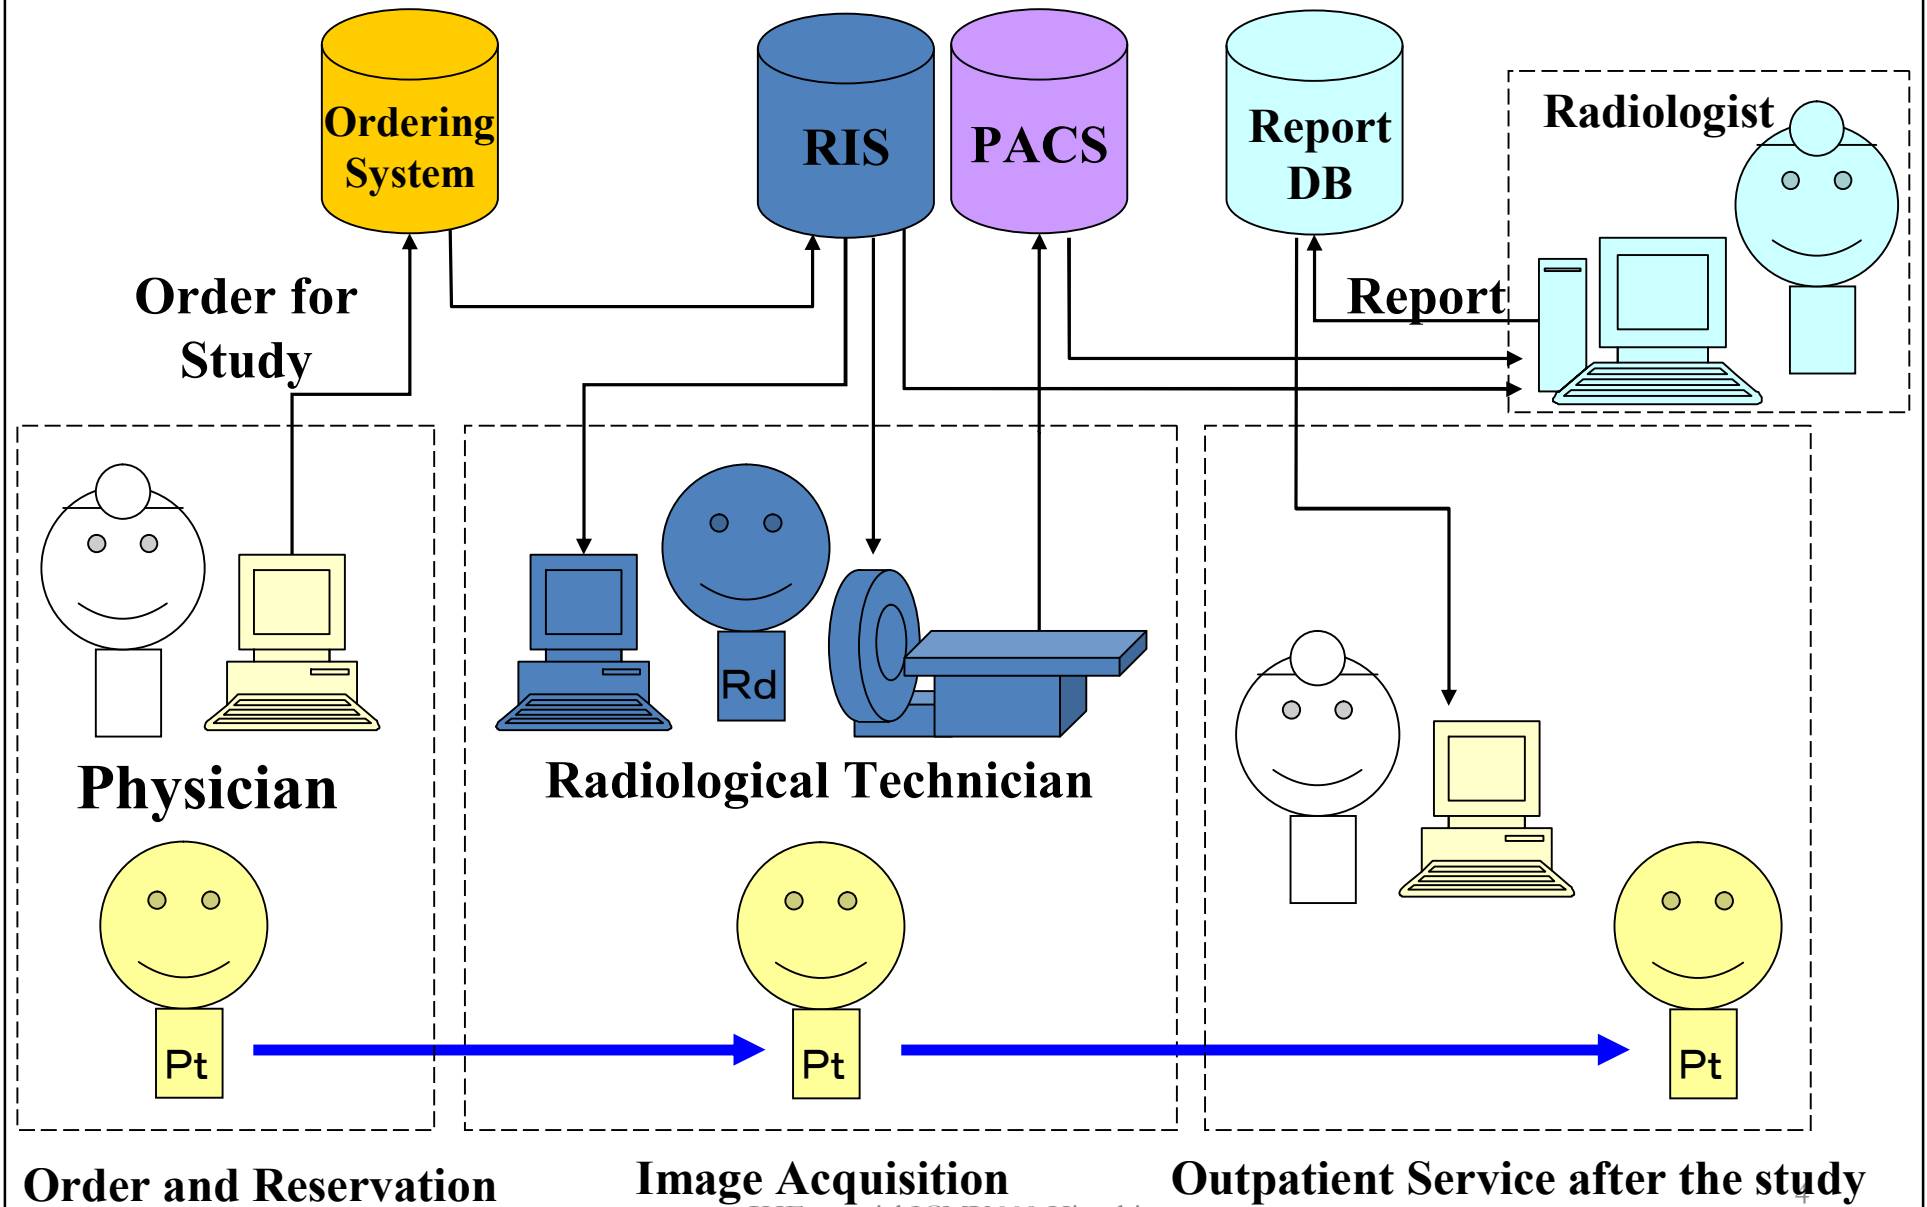 Ordering
System
RIS
PACS
Report
DB
Radiologist
Order for
Study
Report
Rd
Physician
Radiological Technician
Pt
Pt
Pt
Order and Reservation
Image Acquisition
Outpatient Service after the study
4